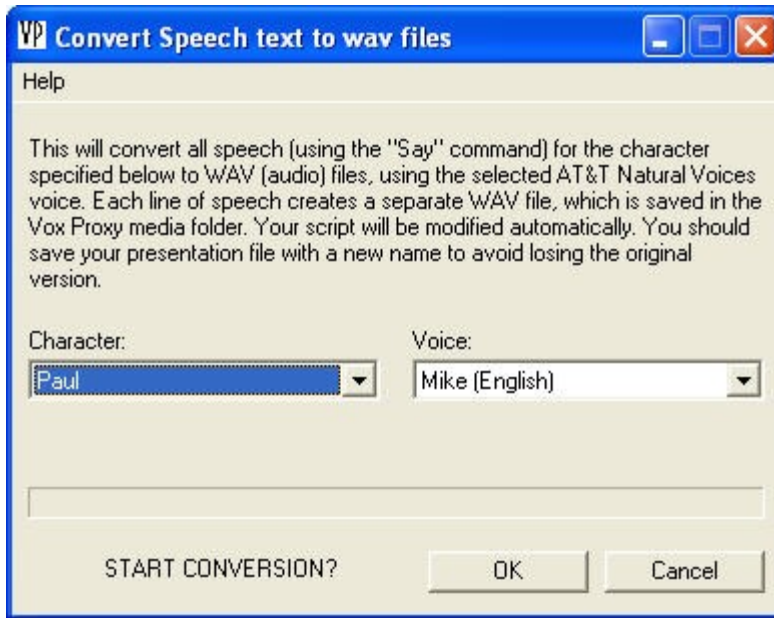 VP Convert Speech text to wav files
Help
This will convert all speech (using the "Say" command) for the character
specified below to WAV (audio) files, using the selected AT&T Natural Voices
voice. Each line of speech creates a separate WAV file, which is saved in the
Vox Proxy media folder. Your script will be modified automatically. You should
save your presentation file with a new name to avoid losing the original
version.
Character:
Voice:
Paul
Mike (English)
START CONVERSION?
OK
Cancel